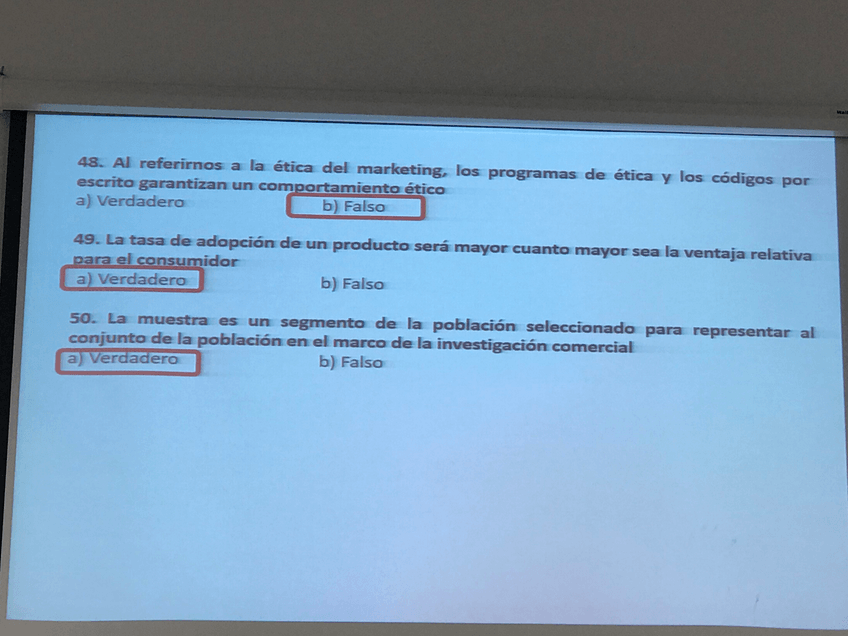 48. Al referirnos a la ética del marketing, los programas de ética y los códigos por
escrito garantizan un comportamiento ético
a) Verdadero b) Falso
49. La tasa de adopción de un producto será mayor cuanto mayor sea la ventaja relativa
para el consumidor
a) Verdadero b) Falso
50. La muestra es un segmento de la población seleccionado para representar al
conjunto de la población en el marco de la investigación comercial
a) Verdadero b) Falso